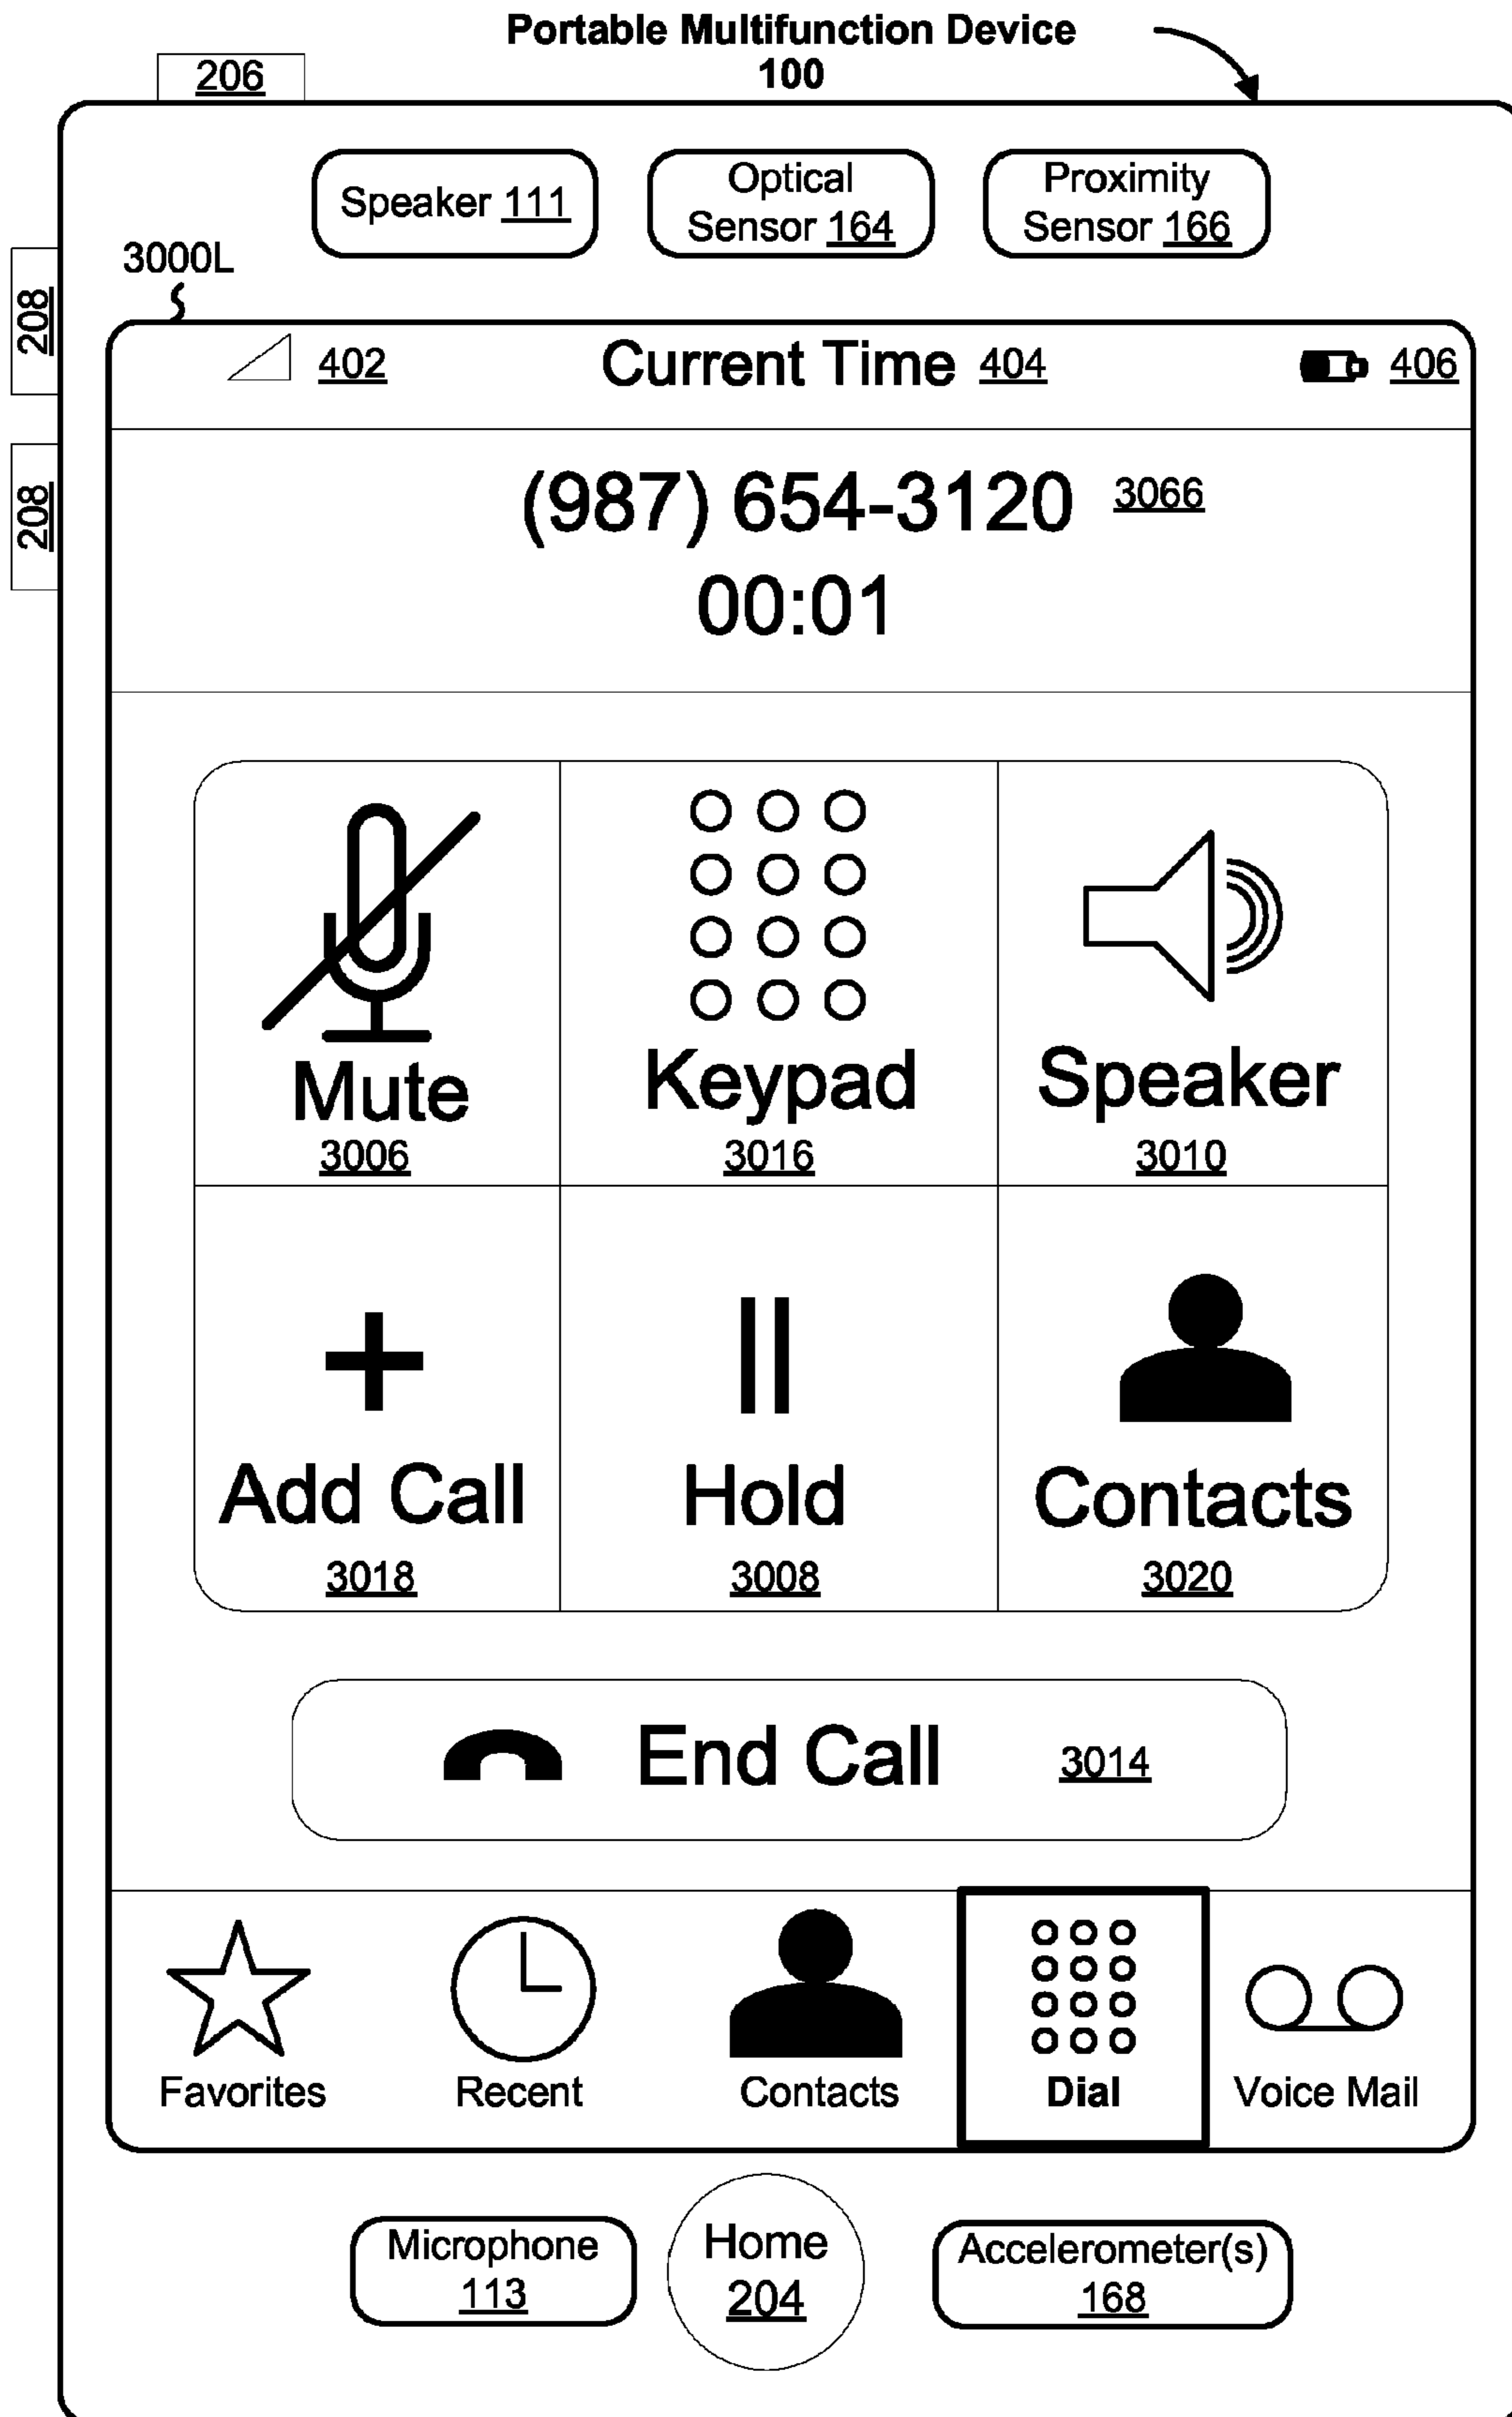 Portable Multifunction Device
100
206
Speaker 111
Optical
Sensor 164
Proximity
Sensor 166
3000L
208
208
402 Current Time 404 406
(987) 654-3120 3066
00:01
Mute
3006
Keypad
3016
Speaker
3010
Add Call
3018
Hold
3008
Contacts
3020
End Call 3014
Favorites
Recent
Contacts
Dial
Voice Mail
Microphone
113
Home
204
Accelerometer(s)
168